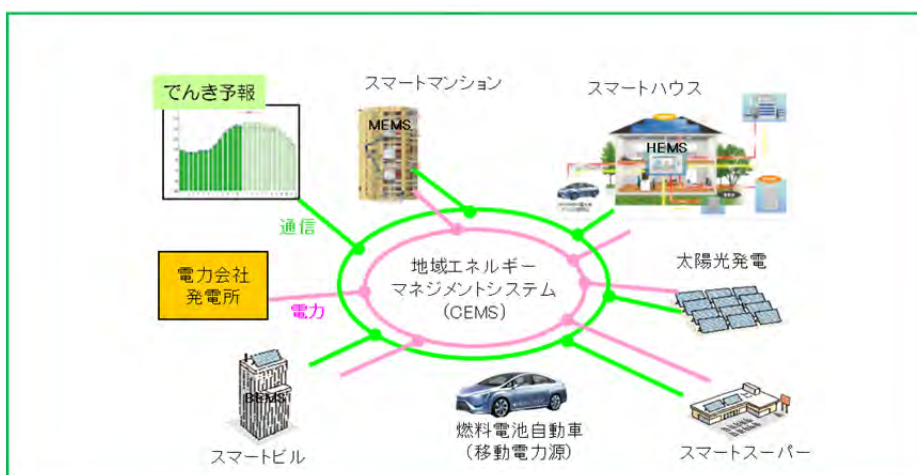 スマートマンション
スマートハウス
でんき予報
MEMS
HEMS
通信
電力会社
発電所
地域エネルギー
マネジメントシステム
(CEMS)
太陽光発電
電力
BEMS
燃料電池自動車
(移動電力源)
スマートビル
スマートスーパー